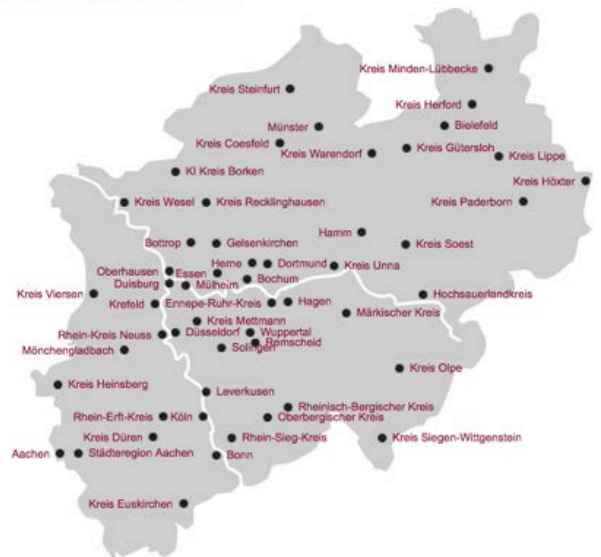 Kreis Minden-Lübbecke
Kreis Steinfurt
Kreis Herford
Münster
Bielefeld
Kreis Coesfeld
Kreis Warendorf
Kreis Gütersloh
Kreis Lippe
Kl Kreis Borken
Kreis Höxter
Kreis Wesel
Kreis Recklinghausen
Kreis Paderborn
Hamm
Bottrop
Gelsenkirchen
Kreis Soest
Herne
Dortmund
Kreis Unna
Oberhausen
Essen
Bochum
Duisburg
Mülheim
Kreis Viersen
Hochsauerlandkreis
Krefeld
Ennepe-Ruhr-Kreis
Hagen
Märkischer Kreis
Kreis Mettmann
Rhein-Kreis Neuss
Düsseldorf
Wuppertal
Remscheid
Solingen
Mönchengladbach
Kreis Olpe
Kreis Heinsberg
Leverkusen
Rheinisch-Bergischer Kreis
Rhein-Erft-Kreis
Köln
Oberbergischer Kreis
Kreis Düren
Rhein-Sieg-Kreis
Kreis Siegen-Wittgenstein
Aachen
Städteregion Aachen
Bonn
Kreis Euskirchen